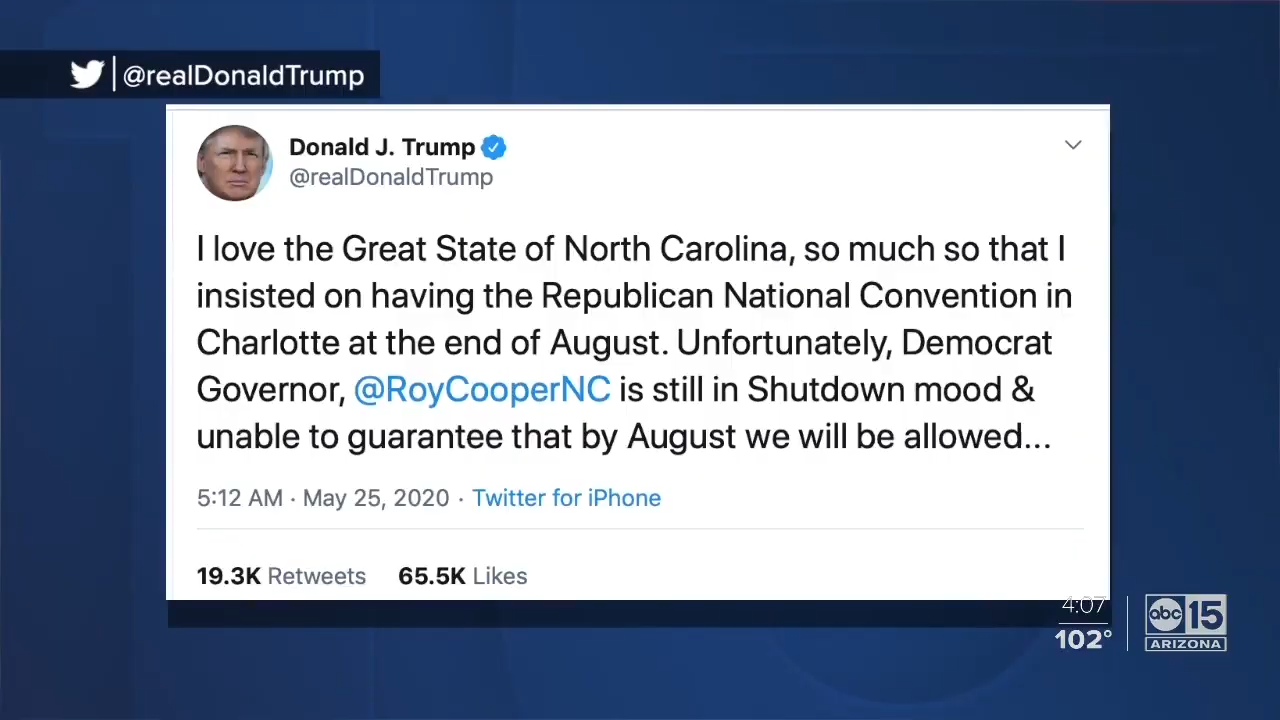 @realDonaldTrump
Donald J. Trump
@realDonaldTrump
I love the Great State of North Carolina, so much so that I
insisted on having the Republican National Convention in
Charlotte at the end of August. Unfortunately, Democrat
Governor, @RoyCooperNC is still in Shutdown mood &
unable to guarantee that by August we will be allowed...
5:12 AM · May 25, 2020 · Twitter for iPhone
19.3K Retweets 65.5K Likes
4:07
102°
abc 15
ARIZONA